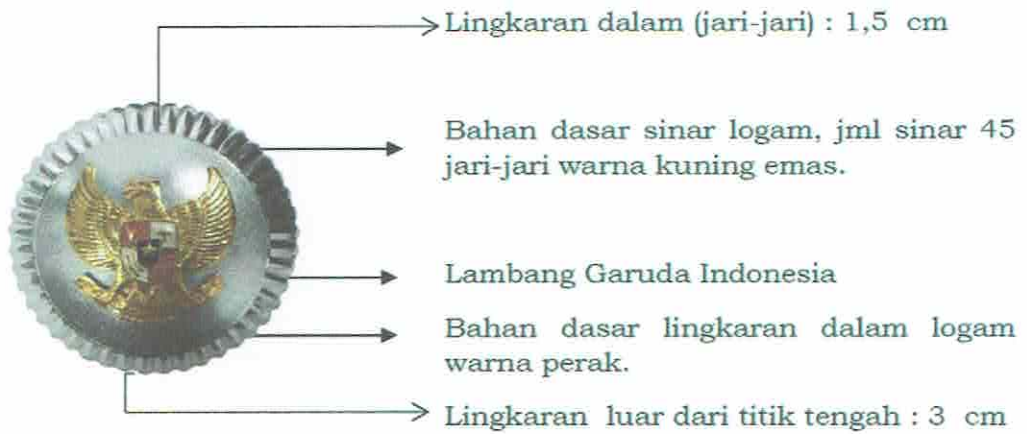 Lingkaran dalam (jari-jari) : 1,5 cm
Bahan dasar sinar logam, jml sinar 45
jari-jari warna kuning emas.
Lambang Garuda Indonesia
Bahan dasar lingkaran dalam logam
warna perak.
Lingkaran luar dari titik tengah : 3 cm